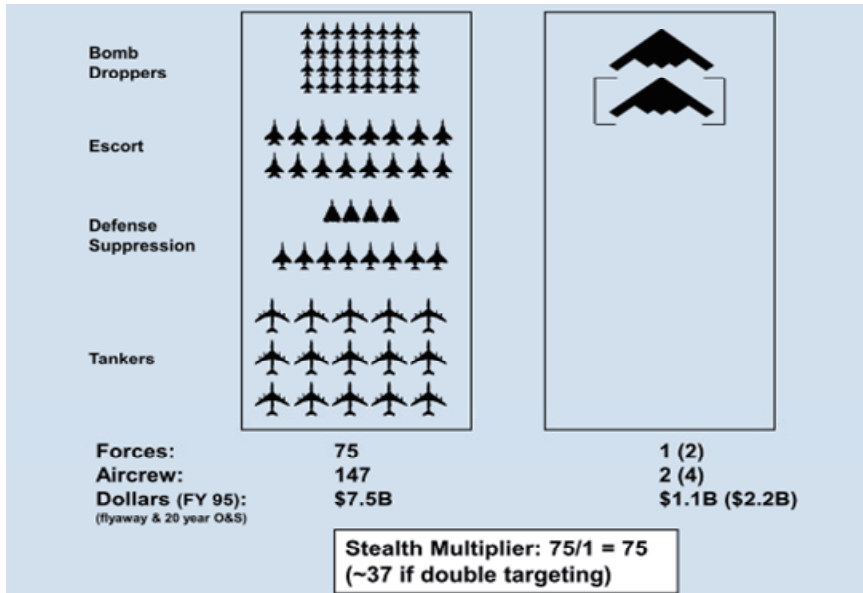 Bomb
Droppers
Escort
Defense
Suppression
Tankers
Forces: 75 1 (2)
Aircrew: 147 2 (4)
Dollars (FY 95): $7.5B $1.1B ($2.2B)
(flyaway & 20 year O&S)
Stealth Multiplier: 75/1 = 75
(~37 if double targeting)